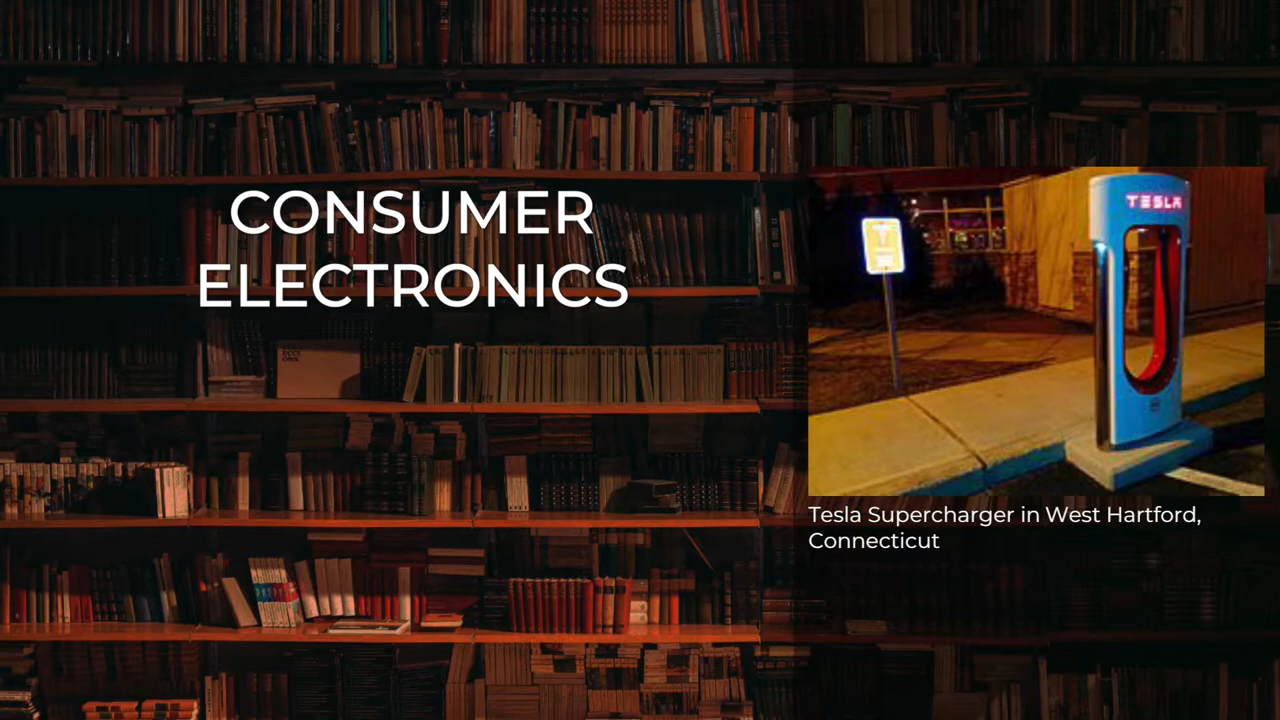 CONSUMER
ELECTRONICS
TESLA
Tesla Supercharger in West Hartford,
Connecticut